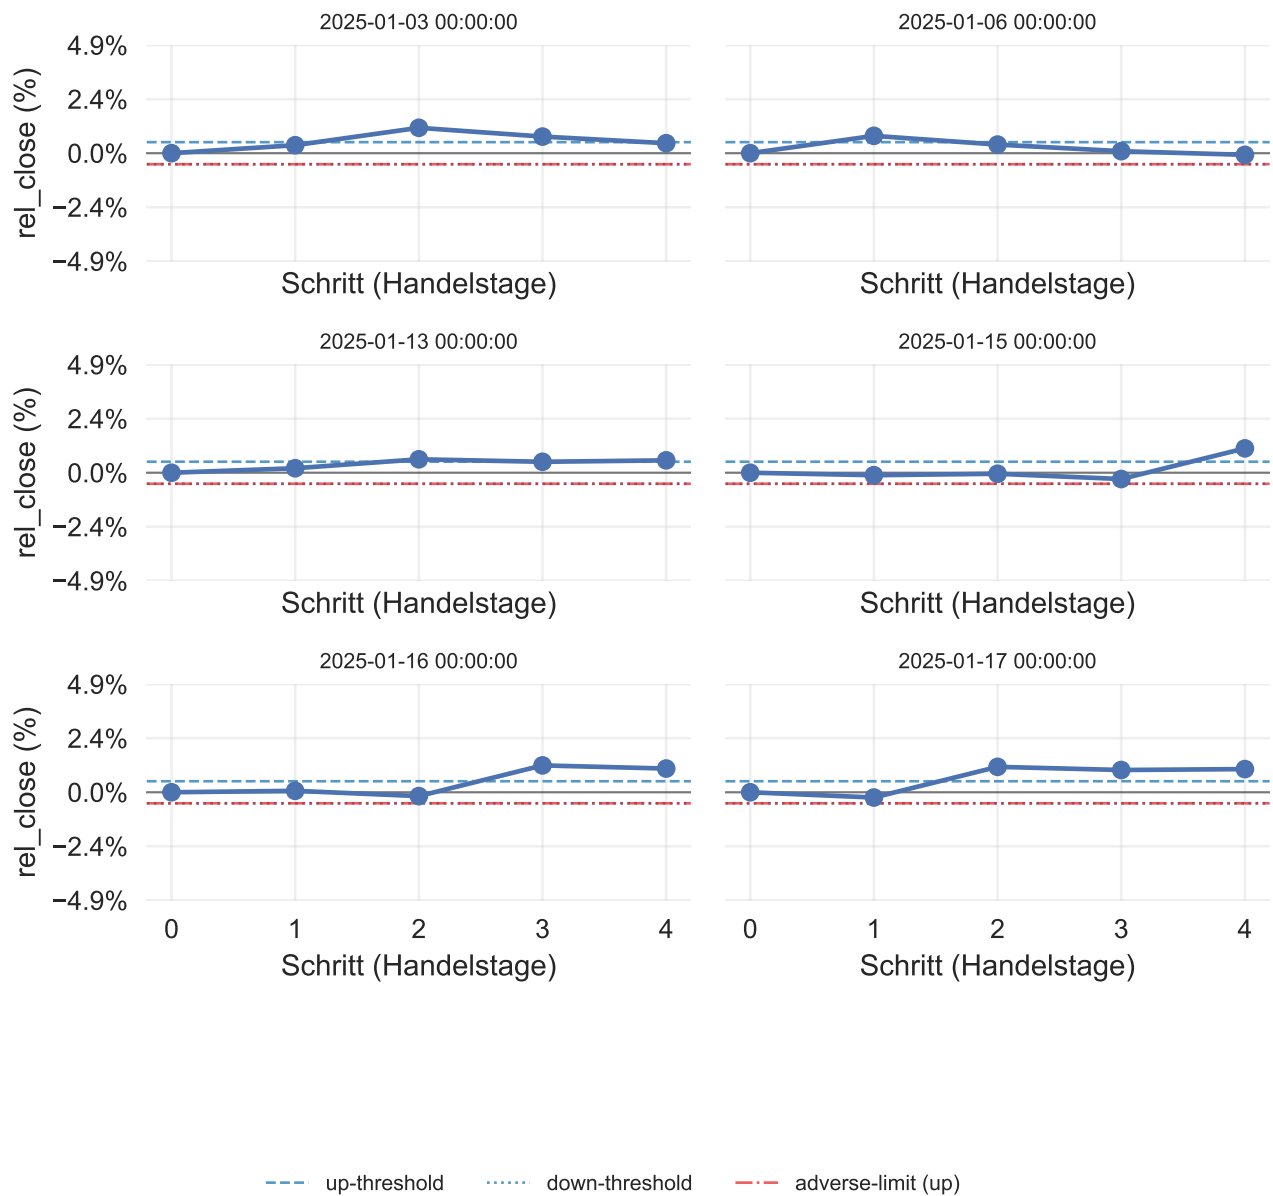 2025-01-03 00:00:00
2025-01-06 00:00:00
rel_close (%)
4.9%
2.4%
0.0%
−2.4%
−4.9%
Schritt (Handelstage)
Schritt (Handelstage)
2025-01-13 00:00:00
2025-01-15 00:00:00
rel_close (%)
4.9%
2.4%
0.0%
−2.4%
−4.9%
Schritt (Handelstage)
Schritt (Handelstage)
2025-01-16 00:00:00
2025-01-17 00:00:00
rel_close (%)
4.9%
2.4%
0.0%
−2.4%
−4.9%
0 1 2 3 4
0 1 2 3 4
Schritt (Handelstage)
Schritt (Handelstage)
up-threshold
down-threshold
adverse-limit (up)